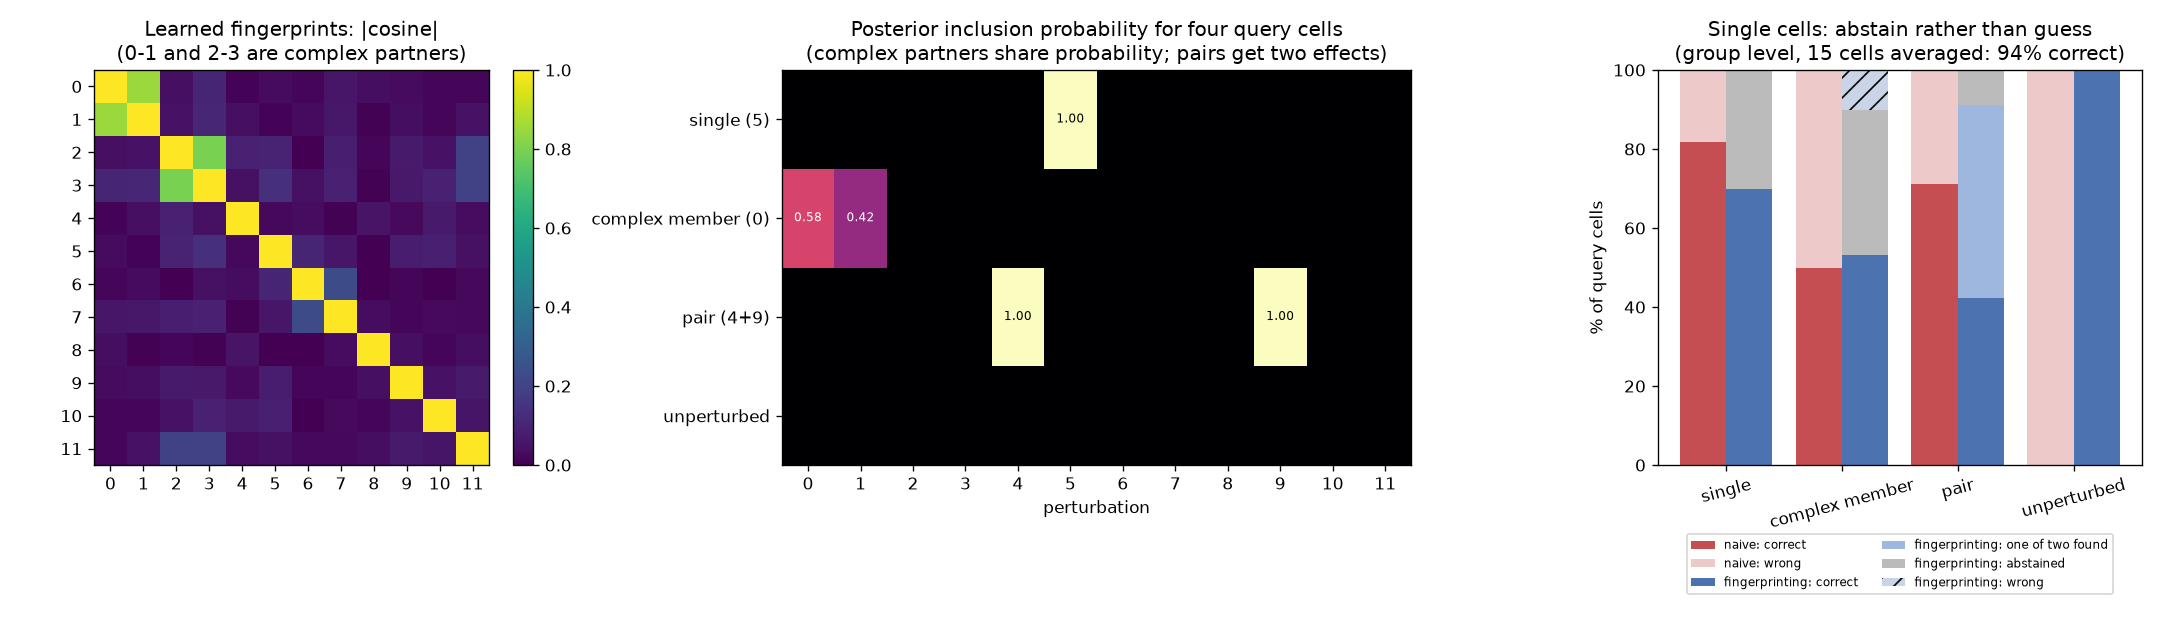 Learned fingerprints: |cosine|
(0-1 and 2-3 are complex partners)
0
1
2
3
4
5
6
7
8
9
10
11
0 1 2 3 4 5 6 7 8 9 10 11
1.0
0.8
0.6
0.4
0.2
0.0
Posterior inclusion probability for four query cells
(complex partners share probability; pairs get two effects)
single (5)
1.00
complex member (0)
0.58 0.42
pair (4+9)
1.00 1.00
unperturbed
0 1 2 3 4 5 6 7 8 9 10 11
perturbation
Single cells: abstain rather than guess
(group level, 15 cells averaged: 94% correct)
% of query cells
100
80
60
40
20
0
single
complex member
pair
unperturbed
naive: correct
naive: wrong
fingerprinting: correct
fingerprinting: one of two found
fingerprinting: abstained
fingerprinting: wrong